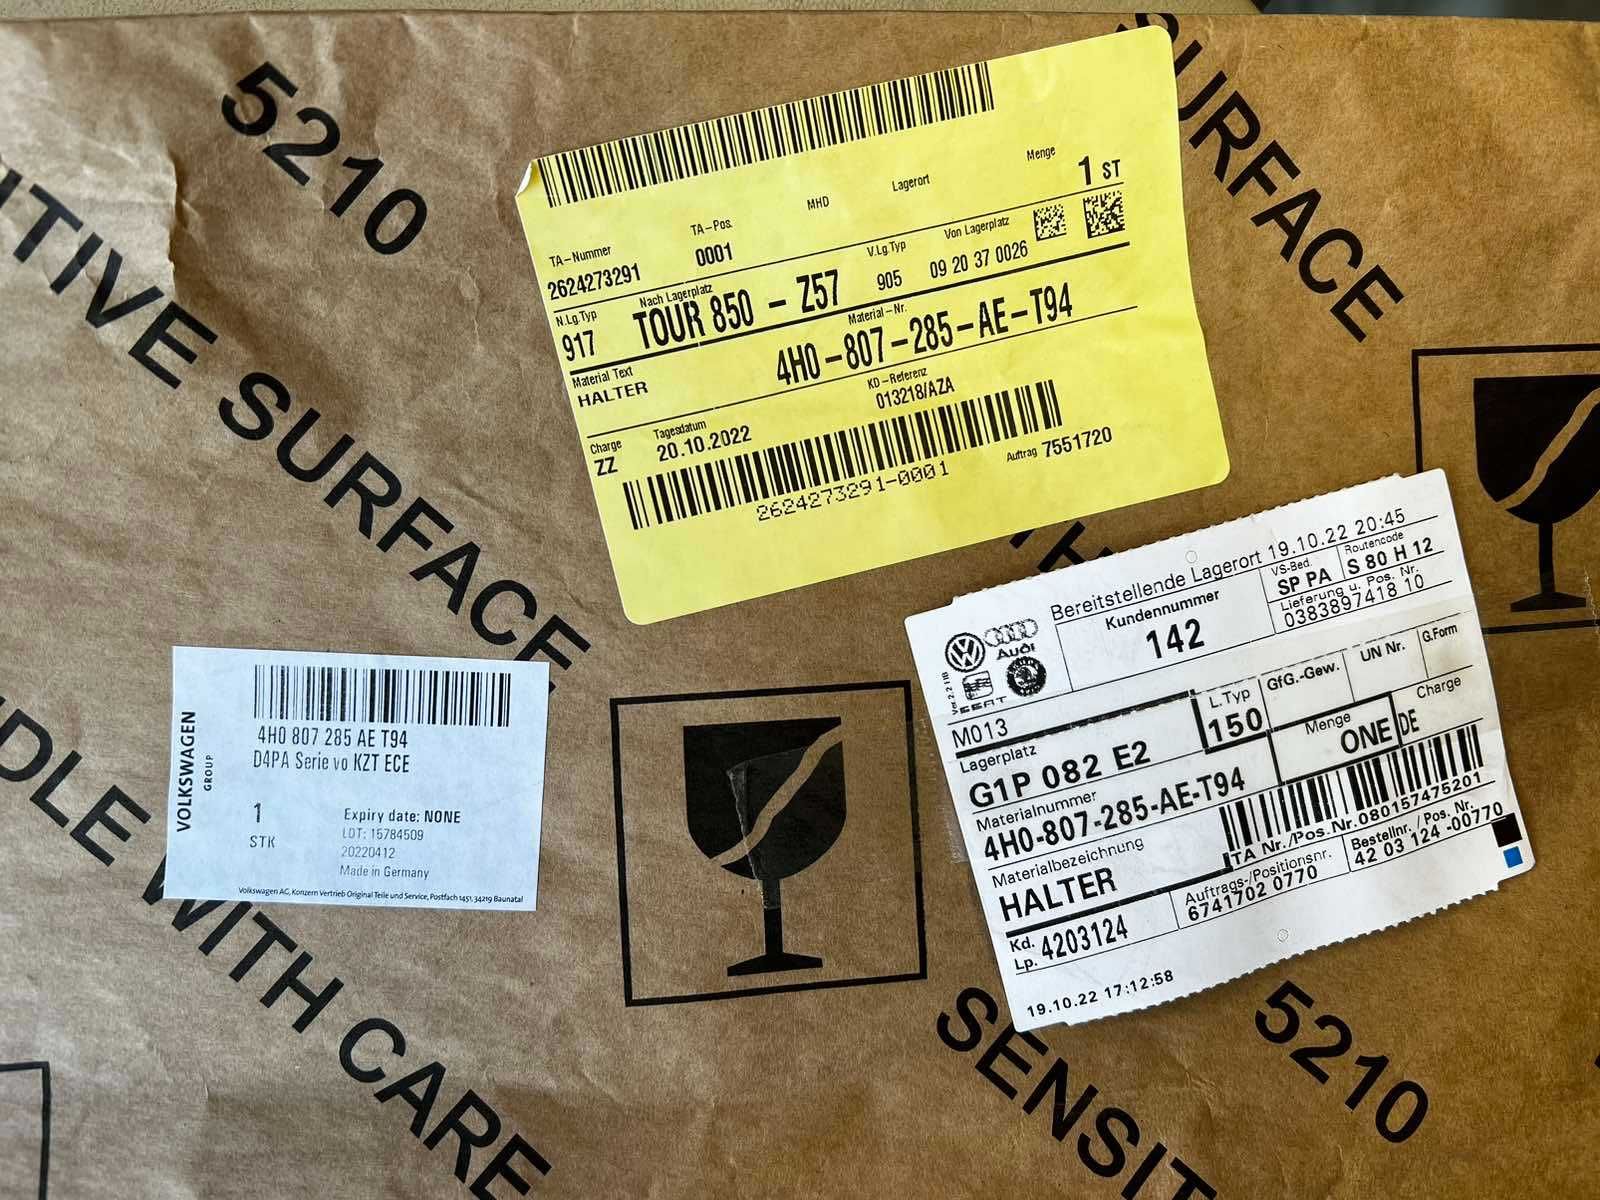 5210
SURFACE
ITIVE SURFACE
Menge
1 ST
Lagerort
MHD
TA-Pos.
0001
TA-Nummer
2624273291
Von Lagerplatz
09 20 37 0026
V.Lg.Typ
905
Nach Lagerplatz
TOUR 850 - Z57
N.Lg.Typ
917
Material-Nr.
4H0-807-285-AE-T94
Material Text
HALTER
KD-Referenz
013218/AZA
Tagesdatum
20.10.2022
Charge
ZZ
Auftrag 7551720
2624273291-0001
TH
Bereitstellende Lagerort 19.10.22 20:45
Audi
SEAT
Kundennummer
142
VS-Bed.
SP PA
Routencode
S 80 H 12
Lieferung u. Pos. Nr.
0383897418 10
M013
L.Typ
150
GfG.-Gew.
UN Nr.
G.Form
Lagerplatz
G1P 082 E2
Menge
ONE
Charge
DE
Materialnummer
4H0-807-285-AE-T94
TA Nr./Pos.Nr.080157475201
Materialbezeichnung
HALTER
Auftrags-/Positionsnr.
6741702 0770
Bestellnr. / Pos. Nr.
42 03 124 -00770
Kd.
Lp. 4203124
19.10.22 17:12:58
VOLKSWAGEN
GROUP
4H0 807 285 AE T94
D4PA Serie vo KZT ECE
1
STK
Expiry date: NONE
LOT: 15784509
20220412
Made in Germany
Volkswagen AG, Konzern Vertrieb Original Teile und Service, Postfach 1451, 34219 Baunatal
NDLE WITH CARE
SENSIT
5210